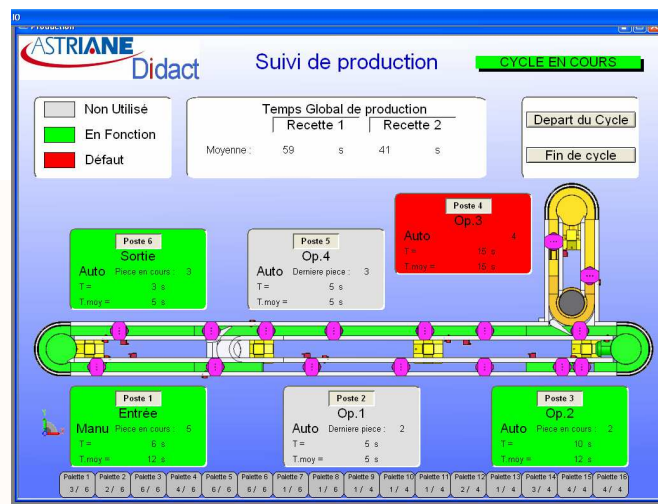 IO
Production
ASTRIANE
Didact
Suivi de production
CYCLE EN COURS
Non Utilisé
En Fonction
Défaut
Temps Global de production
Recette 1 Recette 2
Moyenne : 59 s 41 s
Depart du Cycle
Fin de cycle
Poste 6
Sortie
Auto Piece en cours : 3
T = 3 s
T.moy = 5 s
Poste 5
Op.4
Auto Derniere piece : 3
T = 5 s
T.moy = 5 s
Poste 4
Op.3
Auto 4
T = 15 s
T.moy = 15 s
Poste 1
Entrée
Manu Piece en cours : 5
T = 6 s
T.moy = 12 s
Poste 2
Op.1
Auto Derniere piece : 2
T = 5 s
T.moy = 5 s
Poste 3
Op.2
Auto Piece en cours : 2
T = 10 s
T.moy = 12 s
Palette 1 Palette 2 Palette 3 Palette 4 Palette 5 Palette 6 Palette 7 Palette 8 Palette 9 Palette 10 Palette 11 Palette 12 Palette 13 Palette 14 Palette 15 Palette 16
3 / 6 2 / 6 6 / 6 4 / 6 6 / 6 6 / 6 1 / 6 1 / 6 1 / 4 1 / 4 1 / 4 2 / 4 1 / 4 3 / 4 1 / 4 4 / 4